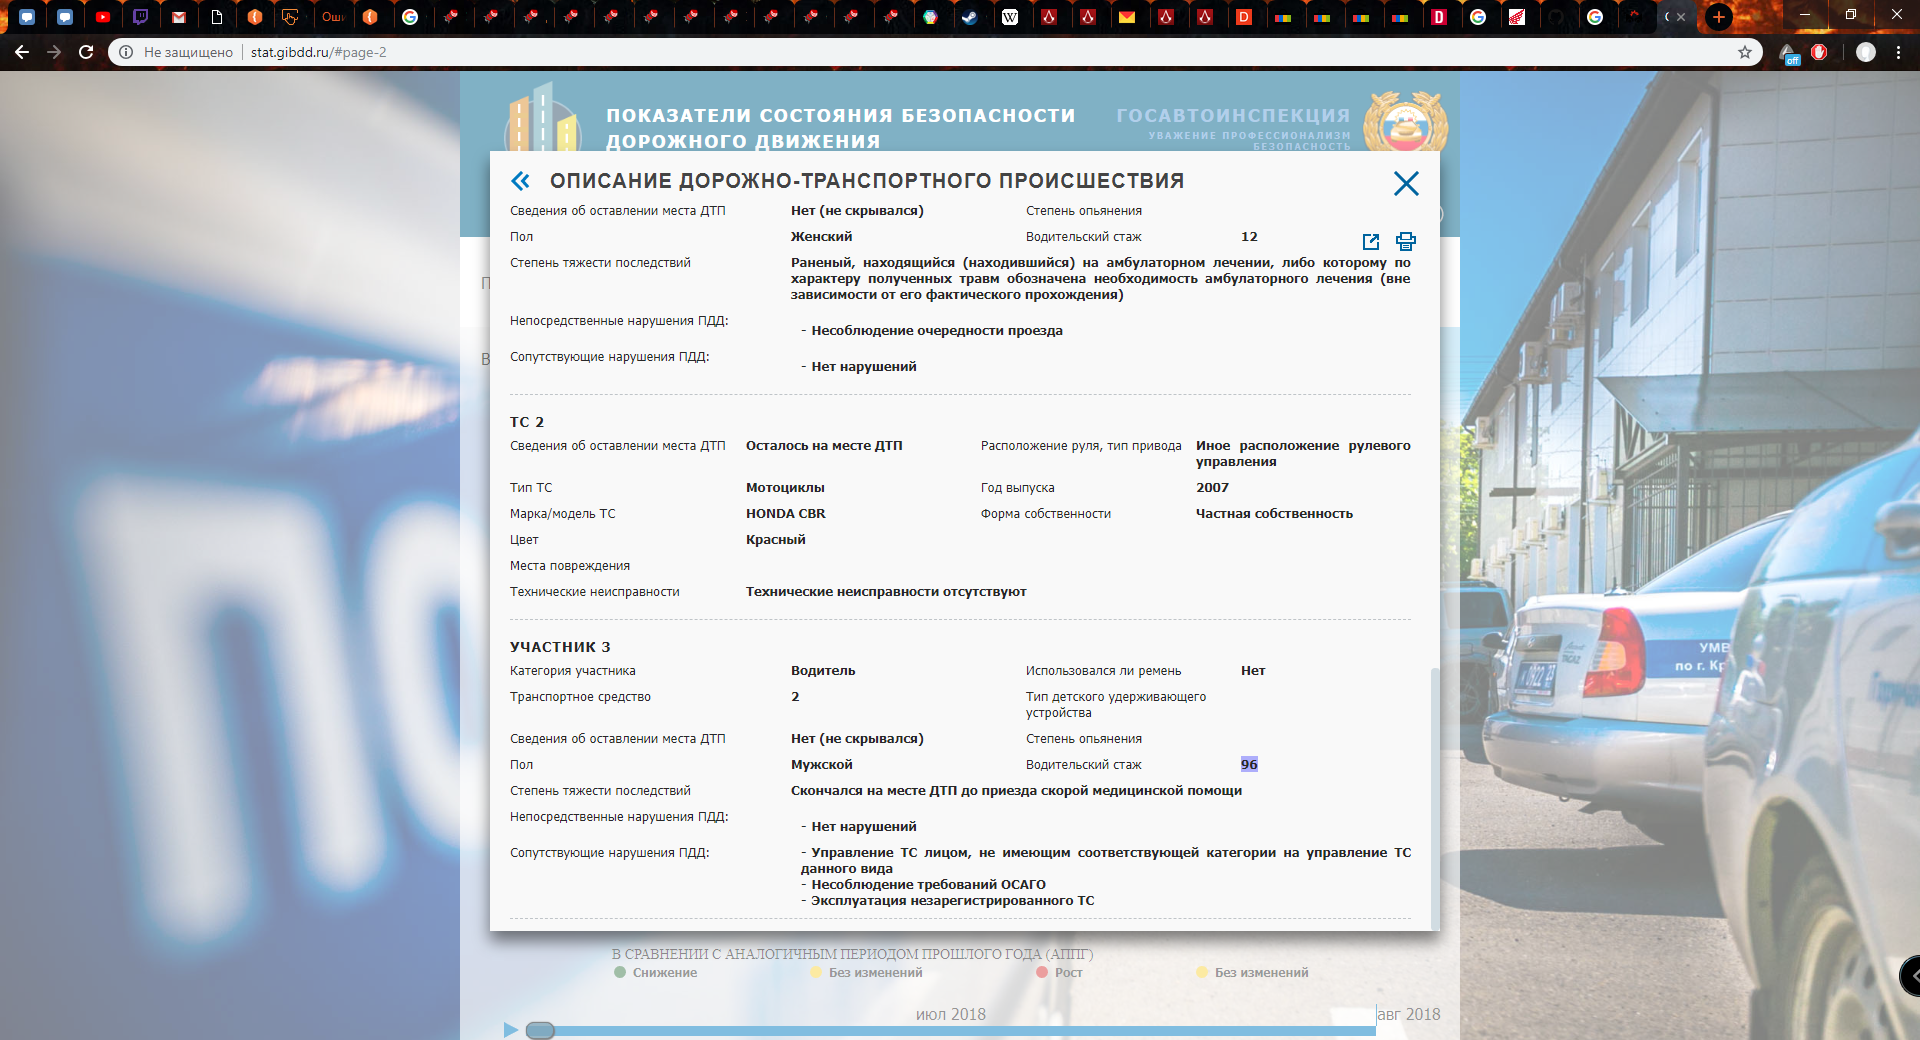 Оши
Не защищено
stat.gibdd.ru/#page-2
ПОКАЗАТЕЛИ СОСТОЯНИЯ БЕЗОПАСНОСТИ
ДОРОЖНОГО ДВИЖЕНИЯ
ГОСАВТОИНСПЕКЦИЯ
УВАЖЕНИЕ ПРОФЕССИОНАЛИЗМ
БЕЗОПАСНОСТЬ
ОПИСАНИЕ ДОРОЖНО-ТРАНСПОРТНОГО ПРОИСШЕСТВИЯ
Сведения об оставлении места ДТП Нет (не скрывался) Степень опьянения
Пол Женский Водительский стаж 12
Степень тяжести последствий Раненый, находящийся (находившийся) на амбулаторном лечении, либо которому по
характеру полученных травм обозначена необходимость амбулаторного лечения (вне
зависимости от его фактического прохождения)
Непосредственные нарушения ПДД:
- Несоблюдение очередности проезда
Сопутствующие нарушения ПДД:
- Нет нарушений
ТС 2
Сведения об оставлении места ДТП Осталось на месте ДТП Расположение руля, тип привода Иное расположение рулевого
управления
Тип ТС Мотоциклы Год выпуска 2007
Марка/модель ТС HONDA CBR Форма собственности Частная собственность
Цвет Красный
Места повреждения
Технические неисправности Технические неисправности отсутствуют
УЧАСТНИК 3
Категория участника Водитель Использовался ли ремень Нет
Транспортное средство 2 Тип детского удерживающего
устройства
Сведения об оставлении места ДТП Нет (не скрывался) Степень опьянения
Пол Мужской Водительский стаж 96
Степень тяжести последствий Скончался на месте ДТП до приезда скорой медицинской помощи
Непосредственные нарушения ПДД:
- Нет нарушений
Сопутствующие нарушения ПДД:
- Управление ТС лицом, не имеющим соответствующей категории на управление ТС
данного вида
- Несоблюдение требований ОСАГО
- Эксплуатация незарегистрированного ТС
В СРАВНЕНИИ С АНАЛОГИЧНЫМ ПЕРИОДОМ ПРОШЛОГО ГОДА (АППГ)
Снижение Без изменений Рост Без изменений
июл 2018 авг 2018
off
УМВ
по г. Кр